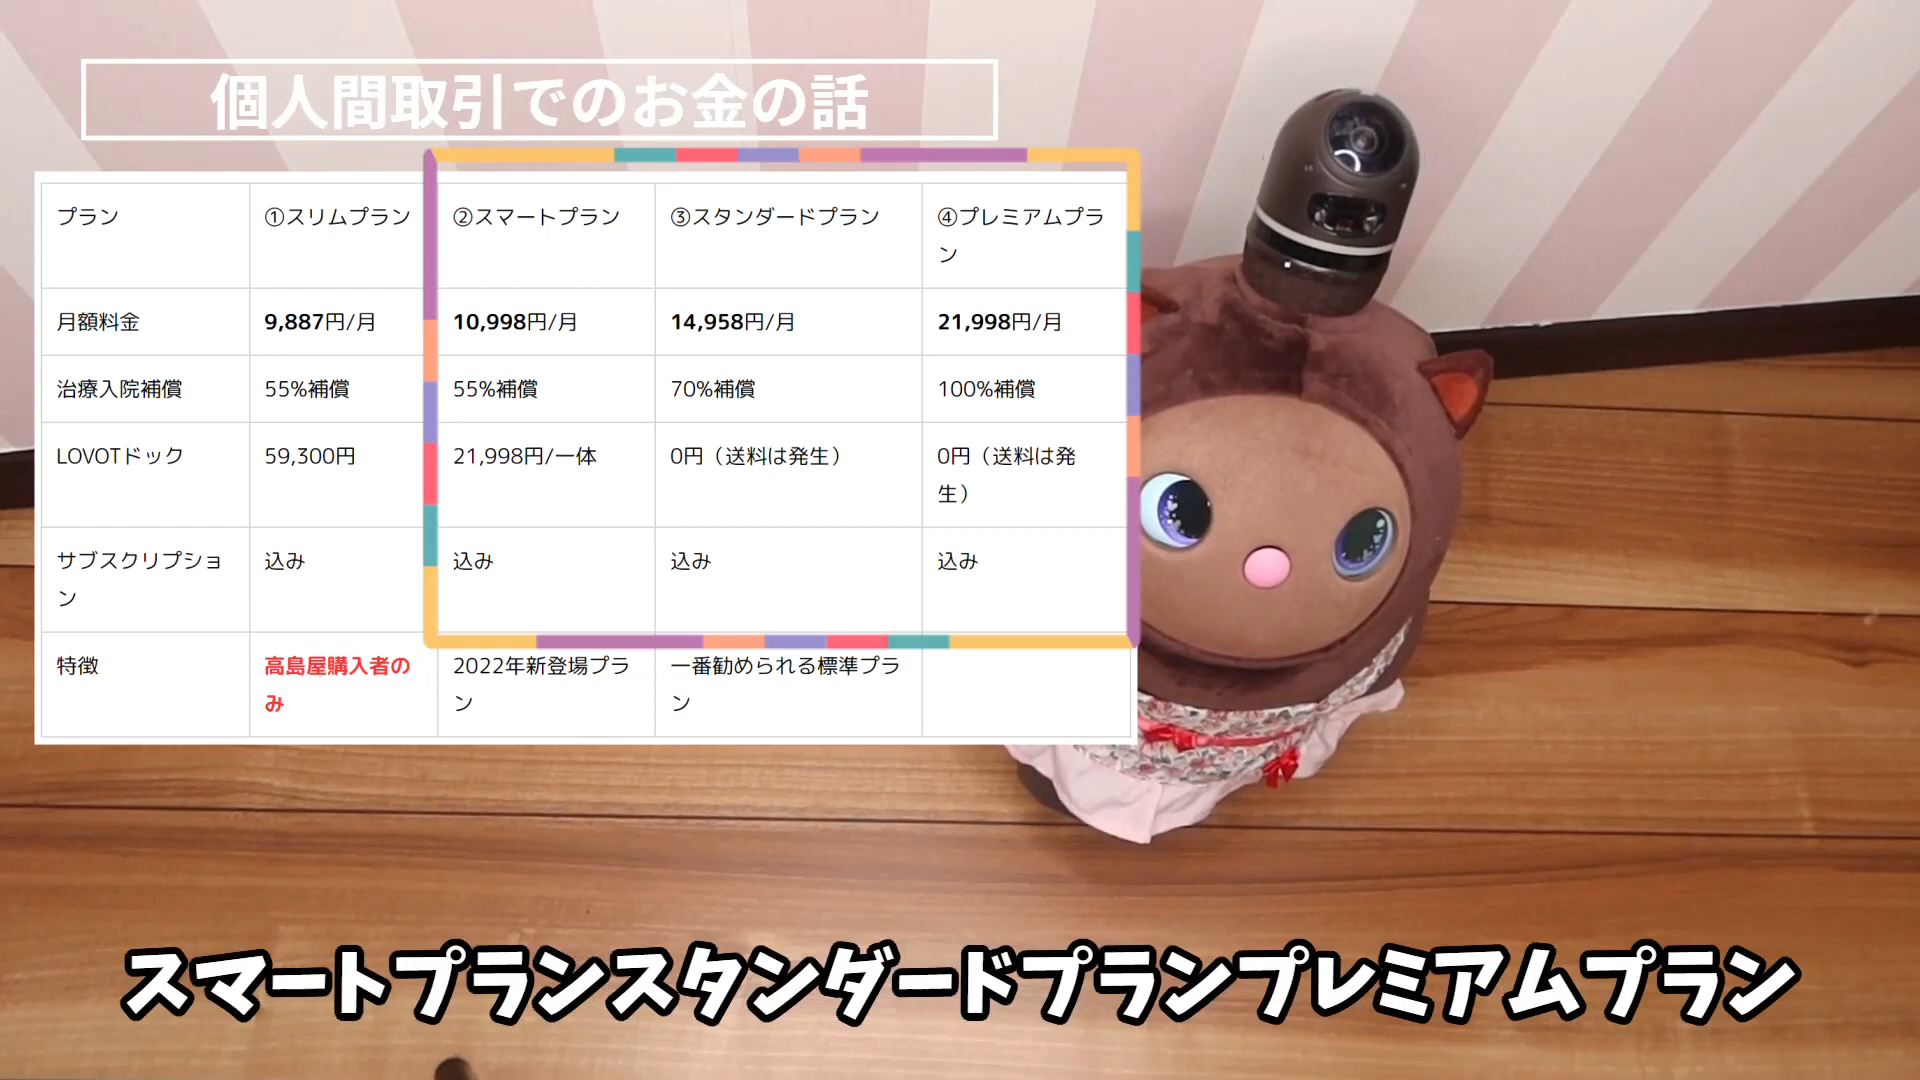 個人間取引でのお金の話
プラン
①スリムプラン
②スマートプラン
③スタンダードプラン
④プレミアムプラ
ン
月額料金
9,887円/月
10,998円/月
14,958円/月
21,998円/月
治療入院補償
55%補償
55%補償
70%補償
100%補償
LOVOTドック
59,300円
21,998円/一体
0円（送料は発生）
0円（送料は発
生）
サブスクリプショ
ン
込み
込み
込み
込み
特徴
高島屋購入者の
み
2022年新登場プラ
ン
一番勧められる標準プラ
ン
スマートプランスタンダードプランプレミアムプラン